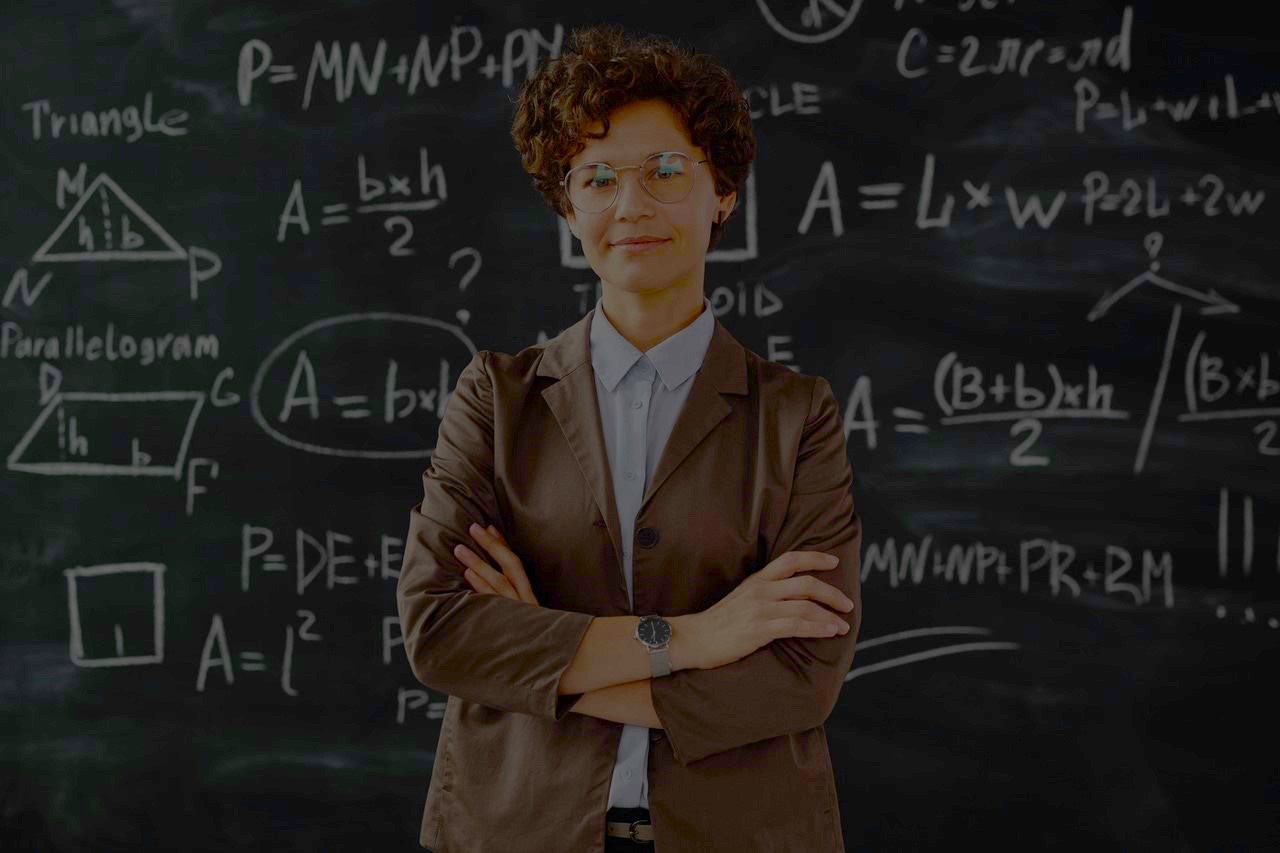 P=MN+NP+PM
C=2πr=πd
Triangle
CLE
P=L+w+L+w
M
h b
N
P
A=b×h/2
A=L×w
P=2L+2w
?
?
Parallelogram
D
G
h
b
F
A=b×h
OID
E
A=(B+b)×h/2
(B×b
2
P=DE+E
MN+NP+PR+RM
!!
l
A=l²
P=
P=